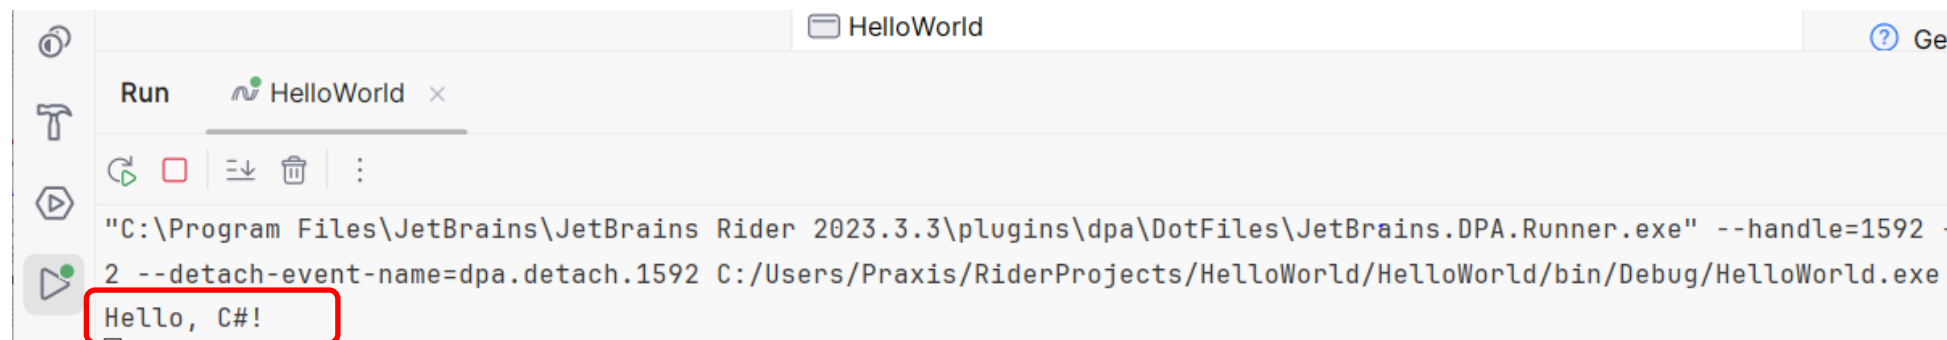 HelloWorld
Run HelloWorld
"C:\Program Files\JetBrains\JetBrains Rider 2023.3.3\plugins\dpa\DotFiles\JetBrains.DPA.Runner.exe" --handle=1592
2 --detach-event-name=dpa.detach.1592 C:/Users/Praxis/RiderProjects/HelloWorld/HelloWorld/bin/Debug/HelloWorld.exe
Hello, C#!